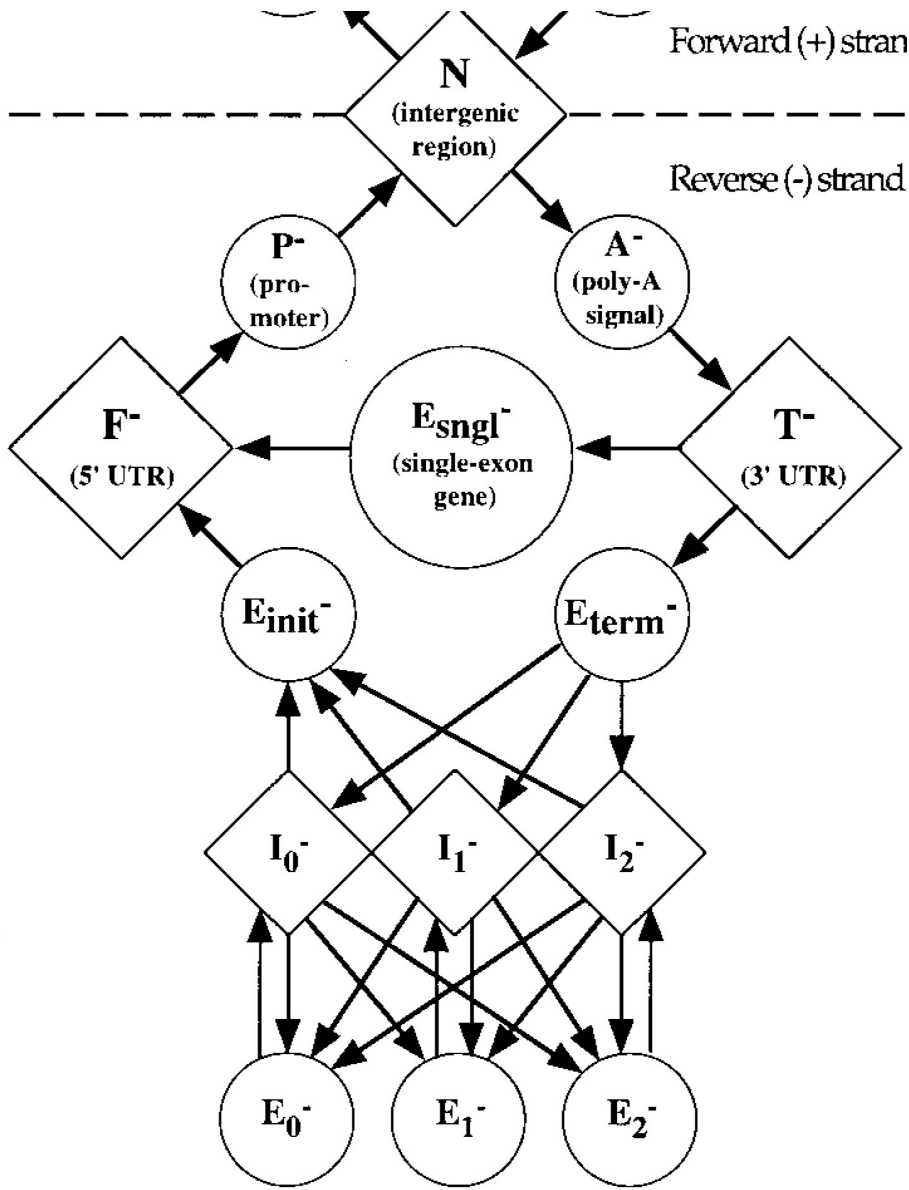 Forward (+) stran
N
(intergenic
region)
Reverse (-) strand
P-
(pro-
moter)
A-
(poly-A
signal)
F-
(5' UTR)
Esngl-
(single-exon
gene)
T-
(3' UTR)
Einit-
Eterm-
I0-
I1-
I2-
E0-
E1-
E2-